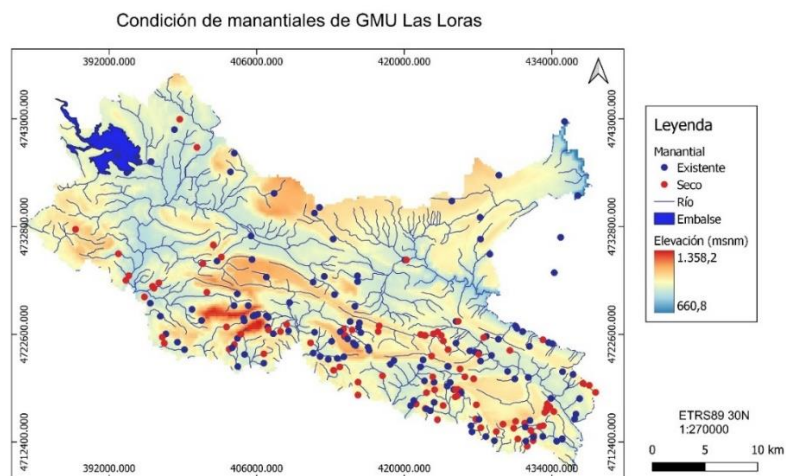 Condición de manantiales de GMU Las Loras
392000.000 406000.000 420000.000 434000.000
4743000.000 4743000.000
4732800.000 4732800.000
4722600.000 4722600.000
4712400.000 4712400.000
392000.000 406000.000 420000.000 434000.000
Leyenda
Manantial
Existente
Seco
Río
Embalse
Elevación (msnm)
1.358,2
660,8
ETRS89 30N
1:270000
0 5 10 km